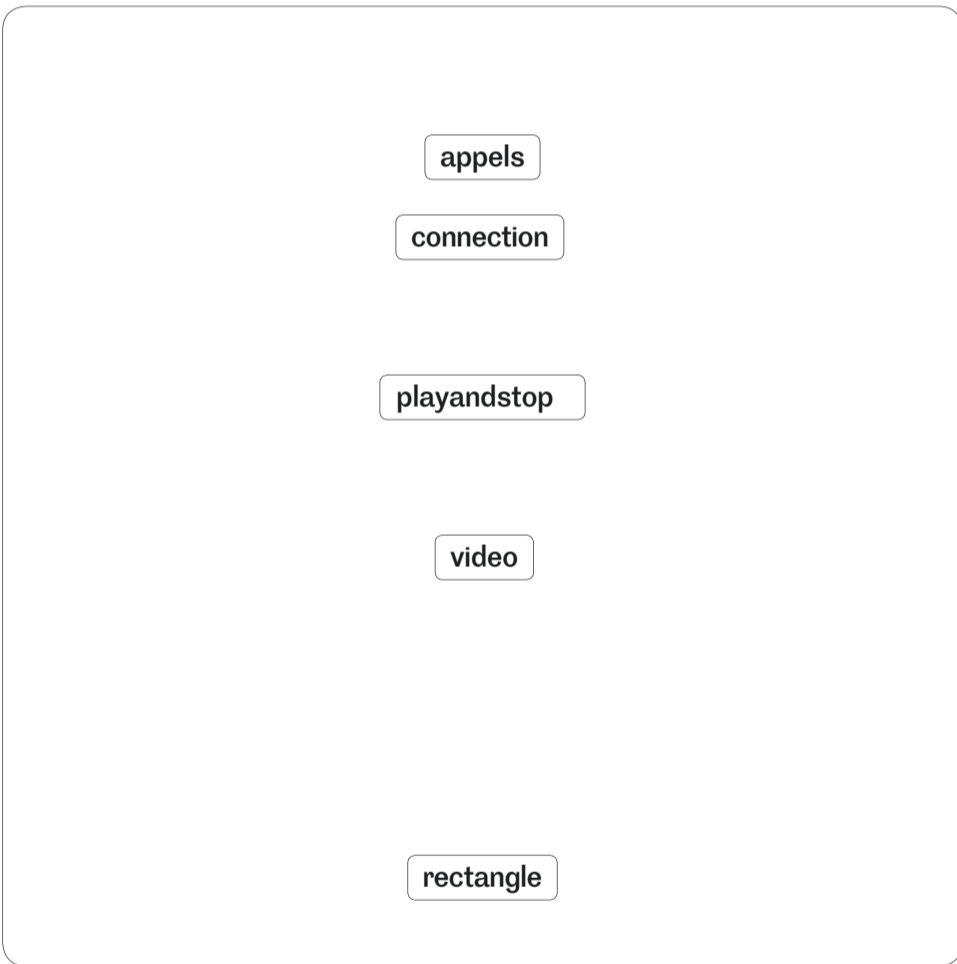 appels
connection
playandstop
video
rectangle